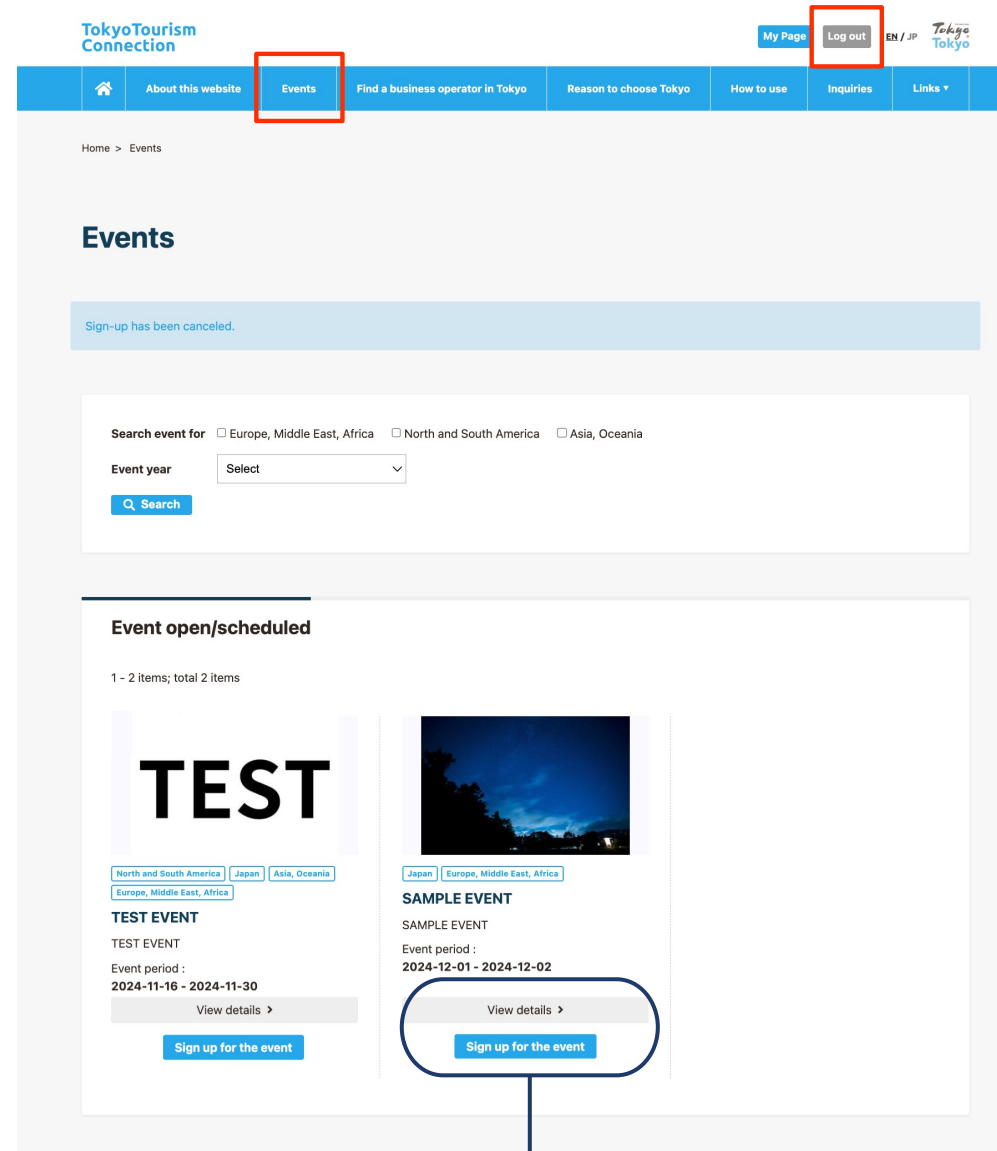 TokyoTourism
Connection
My Page
Log out
EN / JP
Tokyo
Tokyo
About this website
Events
Find a business operator in Tokyo
Reason to choose Tokyo
How to use
Inquiries
Links ▾
Home > Events
Events
Sign-up has been canceled.
Search event for Europe, Middle East, Africa North and South America Asia, Oceania
Event year Select
Search
Event open/scheduled
1 - 2 items; total 2 items
TEST
North and South America Japan Asia, Oceania
Europe, Middle East, Africa
TEST EVENT
TEST EVENT
Event period :
2024-11-16 - 2024-11-30
View details >
Sign up for the event
Japan Europe, Middle East, Africa
SAMPLE EVENT
SAMPLE EVENT
Event period :
2024-12-01 - 2024-12-02
View details >
Sign up for the event